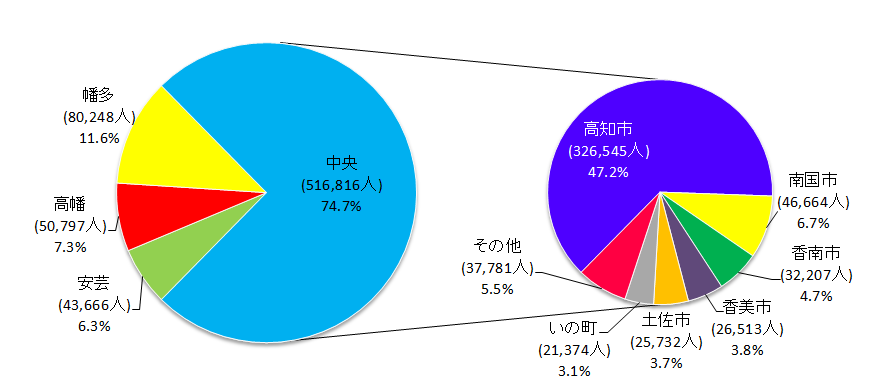 幡多
(80,248人)
11.6%
高幡
(50,797人)
7.3%
安芸
(43,666人)
6.3%
中央
(516,816人)
74.7%
高知市
(326,545人)
47.2%
南国市
(46,664人)
6.7%
香南市
(32,207人)
4.7%
香美市
(26,513人)
3.8%
土佐市
(25,732人)
3.7%
いの町
(21,374人)
3.1%
その他
(37,781人)
5.5%